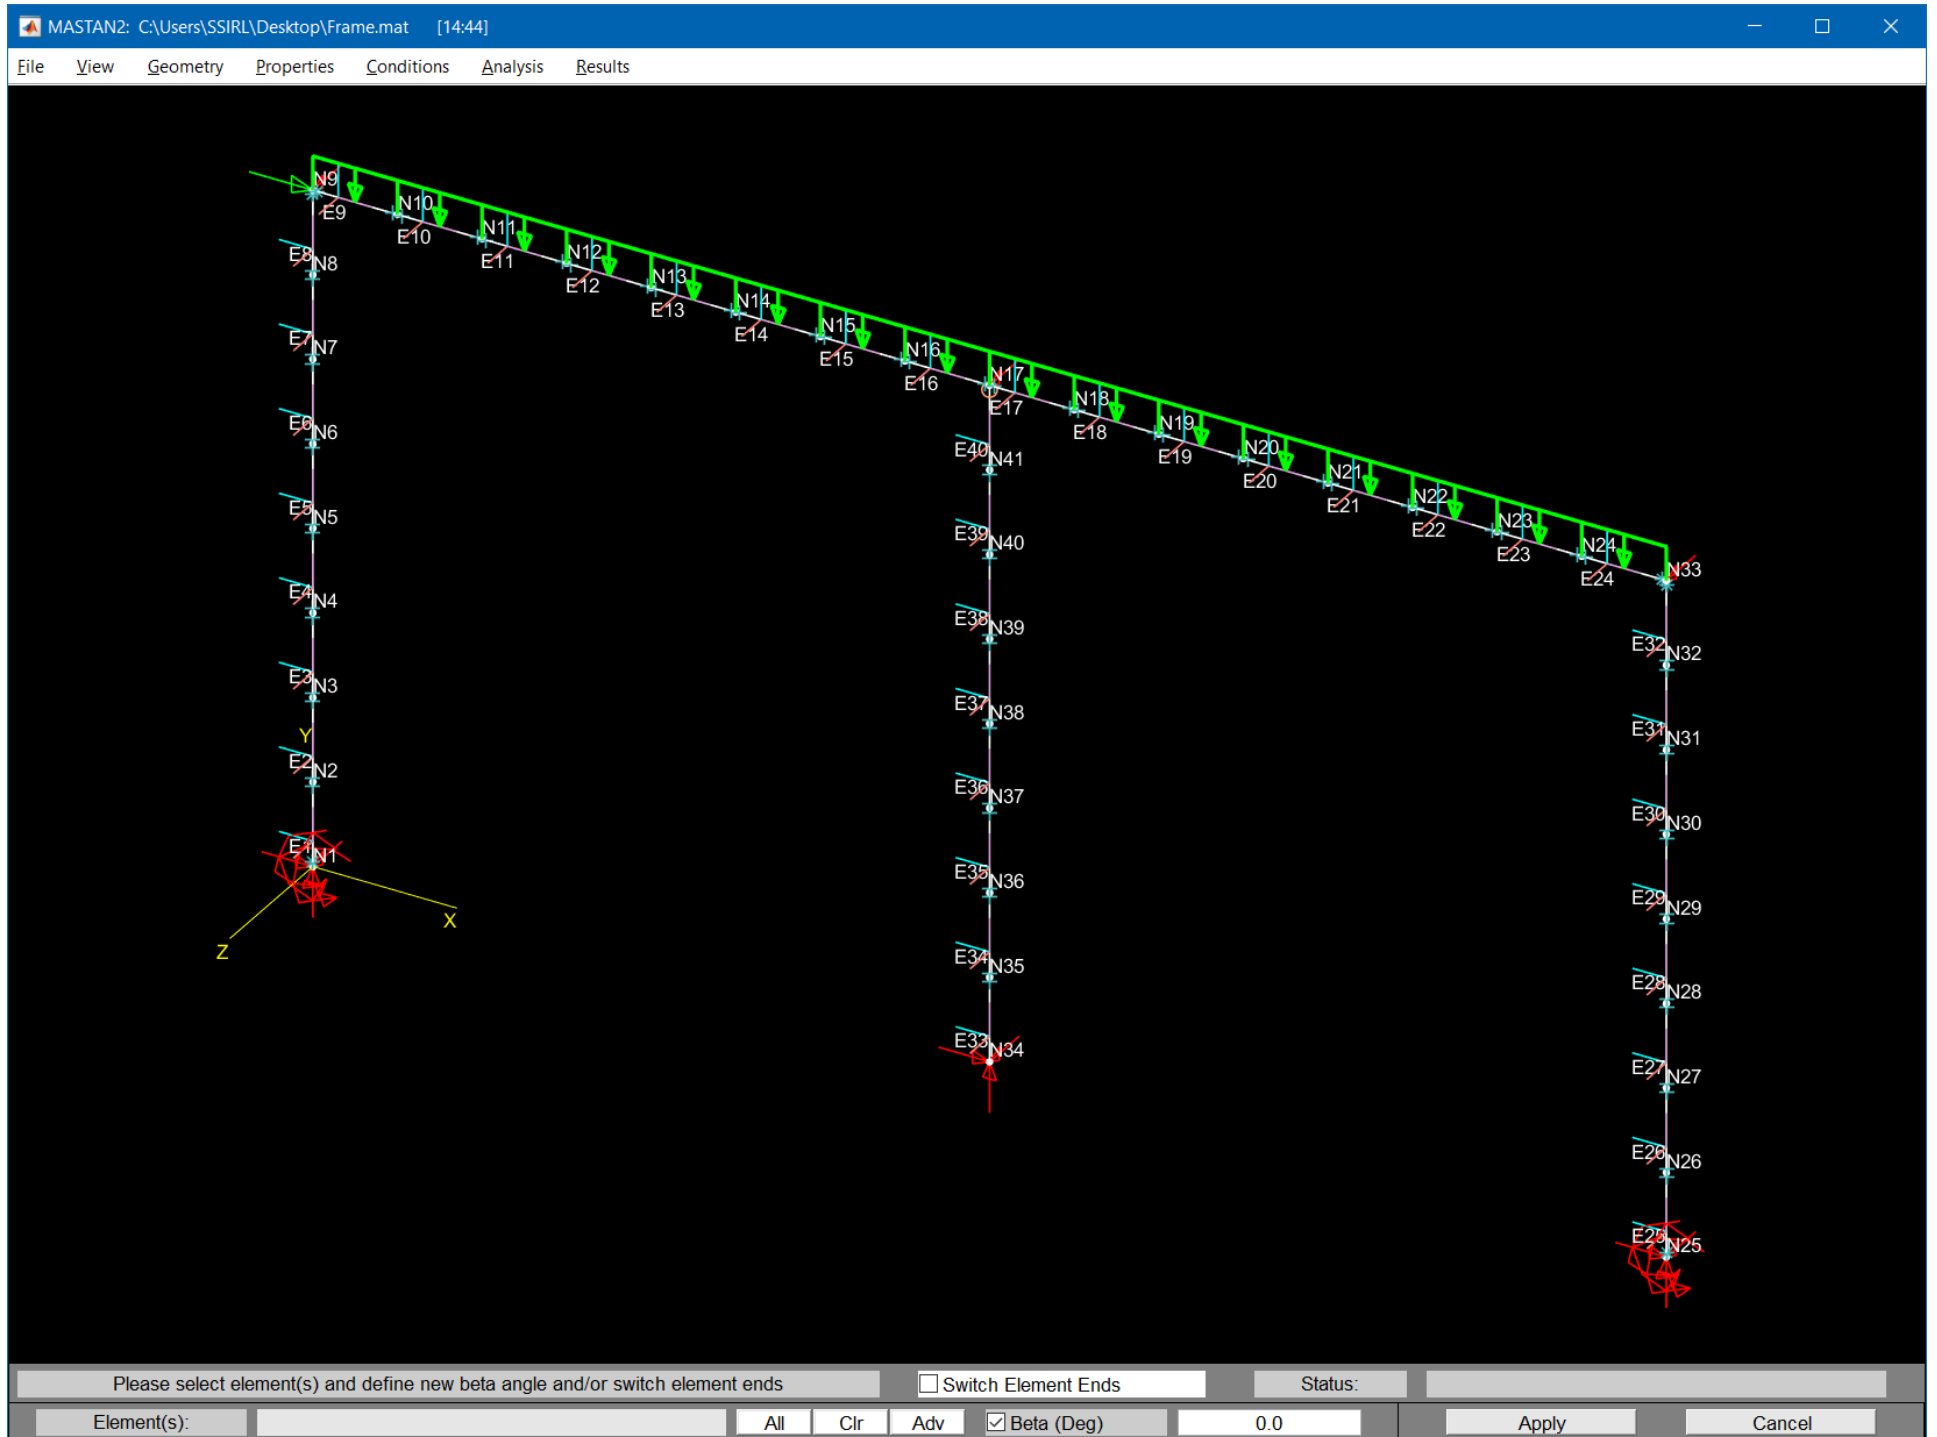 MASTAN2: C:\Users\SSIRL\Desktop\Frame.mat [14:44]
File View Geometry Properties Conditions Analysis Results
N9
E9
N10
E10
N11
E11
N12
E12
N13
E13
N14
E14
N15
E15
N16
E16
N17
E17
N18
E18
N19
E19
N20
E20
N21
E21
N22
E22
N23
E23
N24
E24
N33
E8 N8
E7 N7
E6 N6
E5 N5
E4 N4
E3 N3
Y
E2 N2
E1 N1
X
Z
E40 N41
E39 N40
E38 N39
E37 N38
E36 N37
E35 N36
E34 N35
E33 N34
E32 N32
E31 N31
E30 N30
E29 N29
E28 N28
E27 N27
E26 N26
E25 N25
Please select element(s) and define new beta angle and/or switch element ends Switch Element Ends Status:
Element(s): All Clr Adv Beta (Deg) 0.0 Apply Cancel